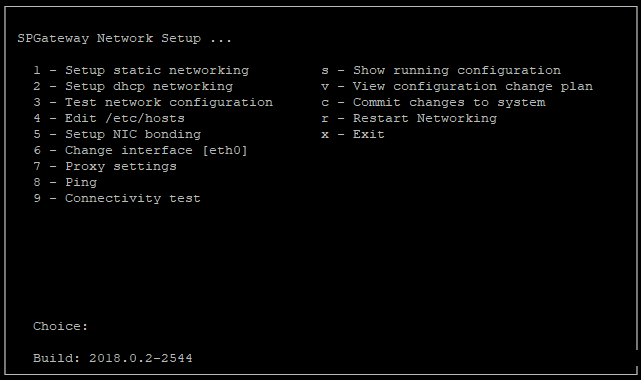 SPGateway Network Setup ...
1 - Setup static networking s - Show running configuration
2 - Setup dhcp networking v - View configuration change plan
3 - Test network configuration c - Commit changes to system
4 - Edit /etc/hosts r - Restart Networking
5 - Setup NIC bonding x - Exit
6 - Change interface [eth0]
7 - Proxy settings
8 - Ping
9 - Connectivity test
Choice:
Build: 2018.0.2-2544